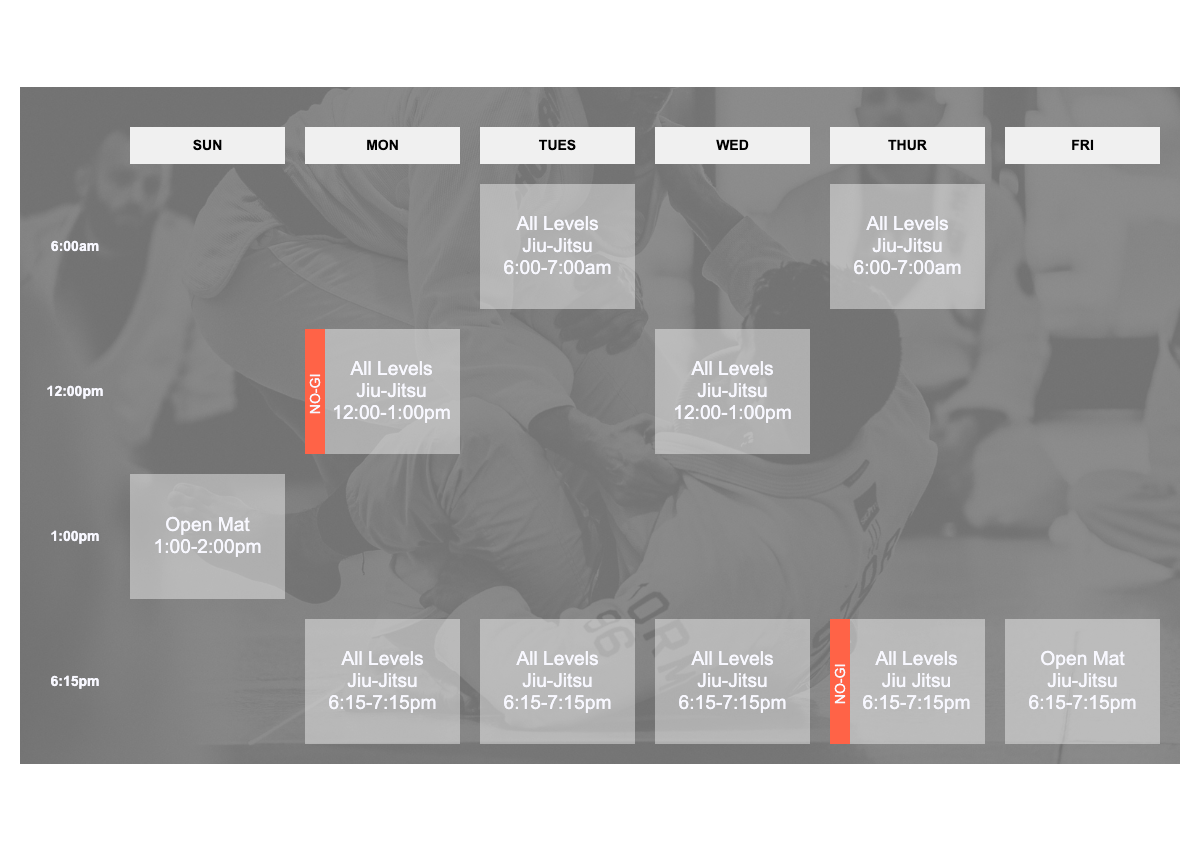 SUN
MON
TUES
WED
THUR
FRI
6:00am
All Levels
Jiu-Jitsu
6:00-7:00am
All Levels
Jiu-Jitsu
6:00-7:00am
12:00pm
NO-GI
All Levels
Jiu-Jitsu
12:00-1:00pm
All Levels
Jiu-Jitsu
12:00-1:00pm
1:00pm
Open Mat
1:00-2:00pm
6:15pm
All Levels
Jiu-Jitsu
6:15-7:15pm
All Levels
Jiu-Jitsu
6:15-7:15pm
All Levels
Jiu-Jitsu
6:15-7:15pm
NO-GI
All Levels
Jiu Jitsu
6:15-7:15pm
Open Mat
Jiu-Jitsu
6:15-7:15pm